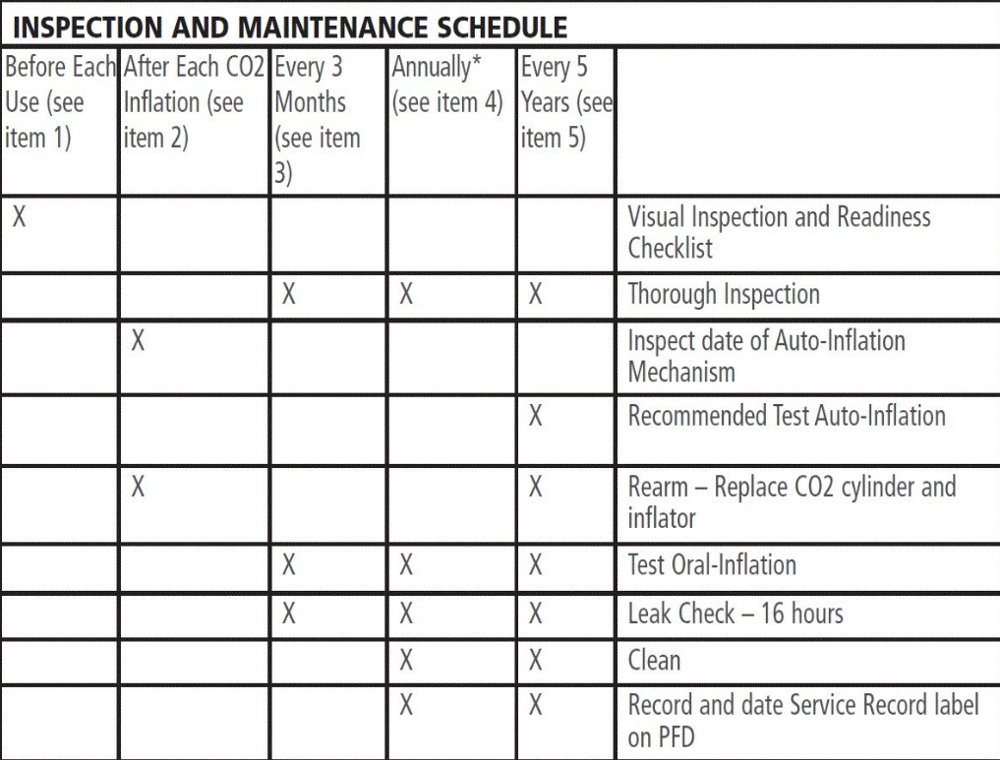 INSPECTION AND MAINTENANCE SCHEDULE
Before Each
Use (see
item 1)
After Each CO2
Inflation (see
item 2)
Every 3
Months
(see item
3)
Annually*
(see item 4)
Every 5
Years (see
item 5)
X
Visual Inspection and Readiness
Checklist
X X X Thorough Inspection
X
Inspect date of Auto-Inflation
Mechanism
X Recommended Test Auto-Inflation
X X Rearm – Replace CO2 cylinder and
inflator
X X X Test Oral-Inflation
X X X Leak Check – 16 hours
X X Clean
X X Record and date Service Record label
on PFD